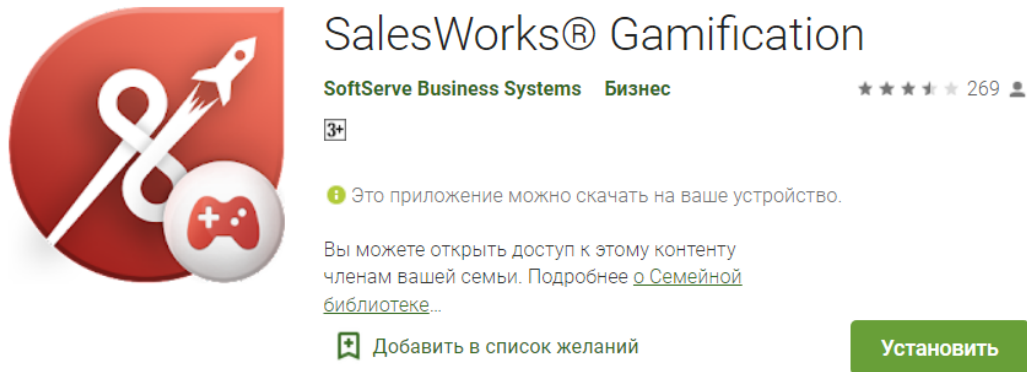 SalesWorks® Gamification
SoftServe Business Systems Бизнес 269
3+
Это приложение можно скачать на ваше устройство.
Вы можете открыть доступ к этому контенту
членам вашей семьи. Подробнее о Семейной
библиотеке…
Добавить в список желаний
Установить